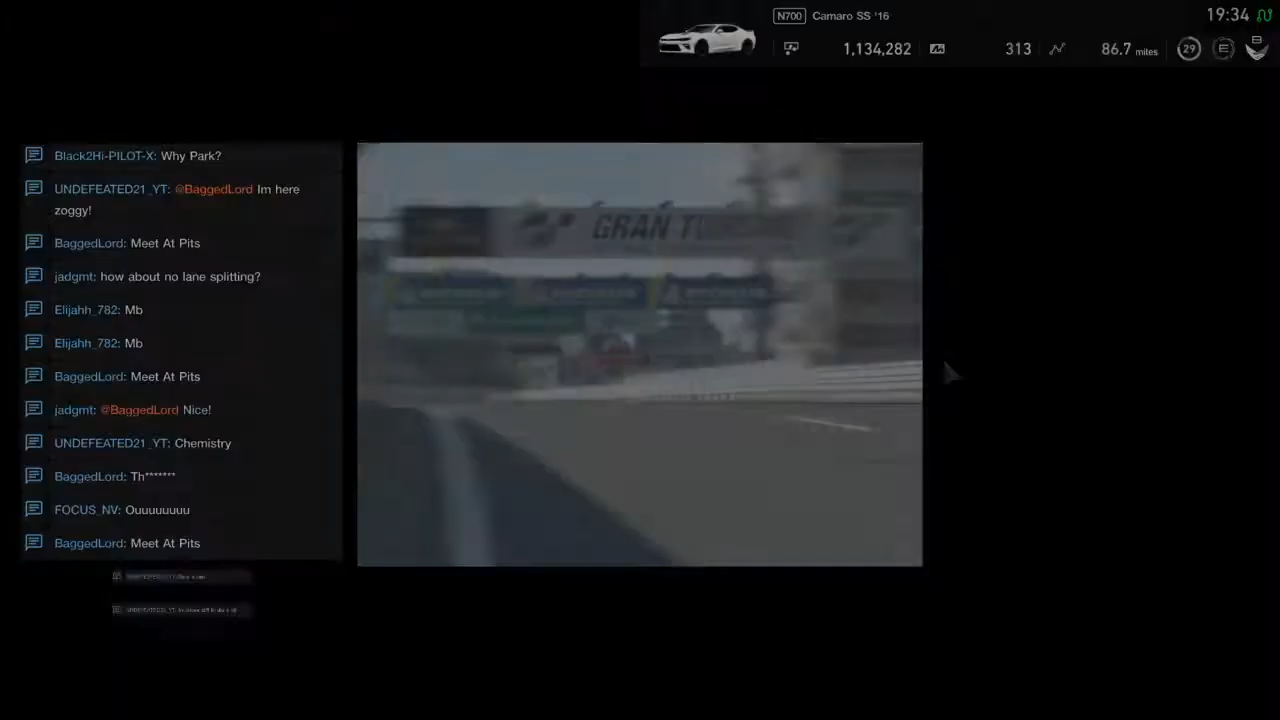 N700 Camaro SS '16
19:34
1,134,282
313
86.7 miles
29
E
Black2Hi-PILOT-X: Why Park?
UNDEFEATED21_YT: @BaggedLord Im here
zoggy!
BaggedLord: Meet At Pits
jadgmt: how about no lane splitting?
Elijahh_782: Mb
Elijahh_782: Mb
BaggedLord: Meet At Pits
jadgmt: @BaggedLord Nice!
UNDEFEATED21_YT: Chemistry
BaggedLord: Th*******
FOCUS_NV: Ouuuuuuuu
BaggedLord: Meet At Pits
GRAN